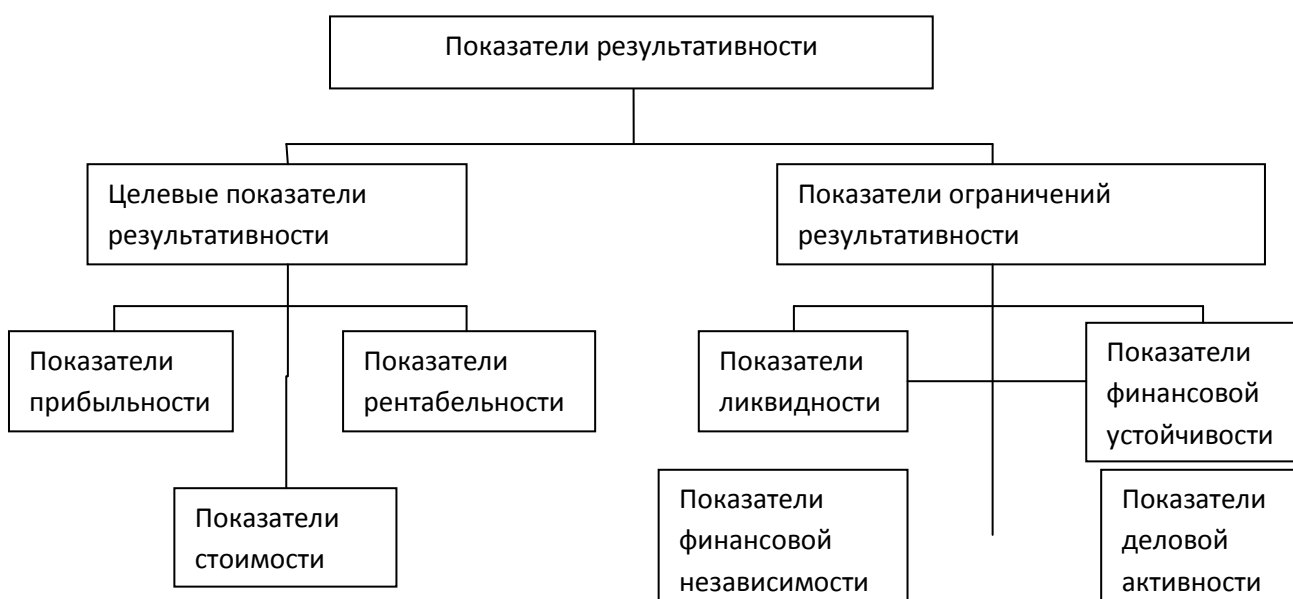 Показатели результативности
Целевые показатели
результативности
Показатели ограничений
результативности
Показатели
прибыльности
Показатели
рентабельности
Показатели
ликвидности
Показатели
финансовой
устойчивости
Показатели
стоимости
Показатели
финансовой
независимости
Показатели
деловой
активности